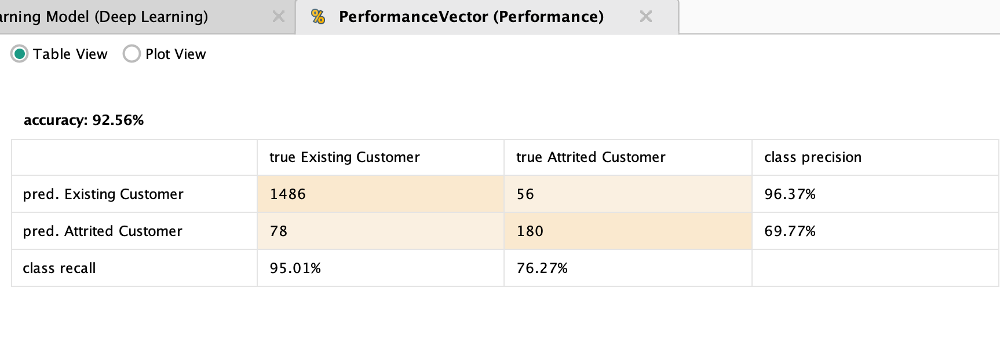 rning Model (Deep Learning)
% PerformanceVector (Performance)
Table View Plot View
accuracy: 92.56%
true Existing Customer true Attrited Customer class precision
pred. Existing Customer 1486 56 96.37%
pred. Attrited Customer 78 180 69.77%
class recall 95.01% 76.27%